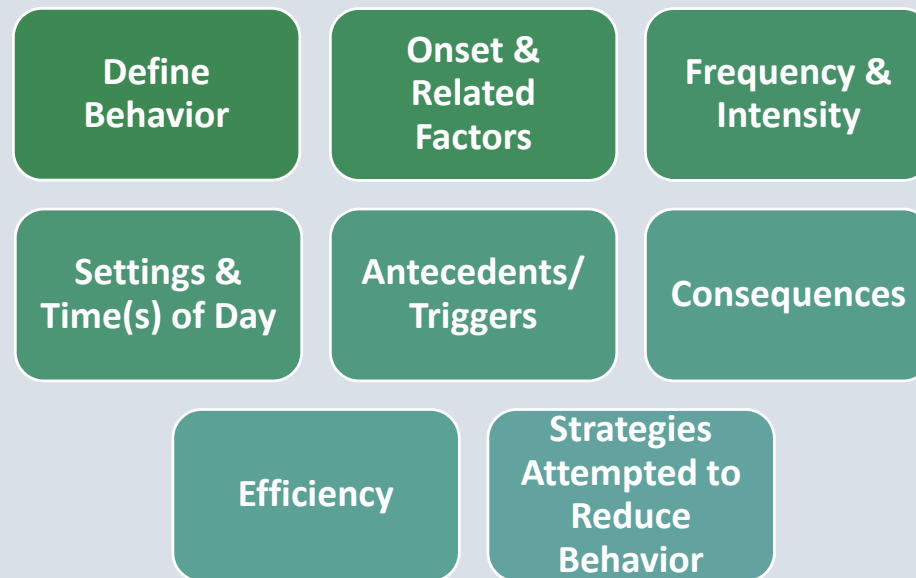 Define
Behavior
Onset &
Related
Factors
Frequency &
Intensity
Settings &
Time(s) of Day
Antecedents/
Triggers
Consequences
Efficiency
Strategies
Attempted to
Reduce
Behavior